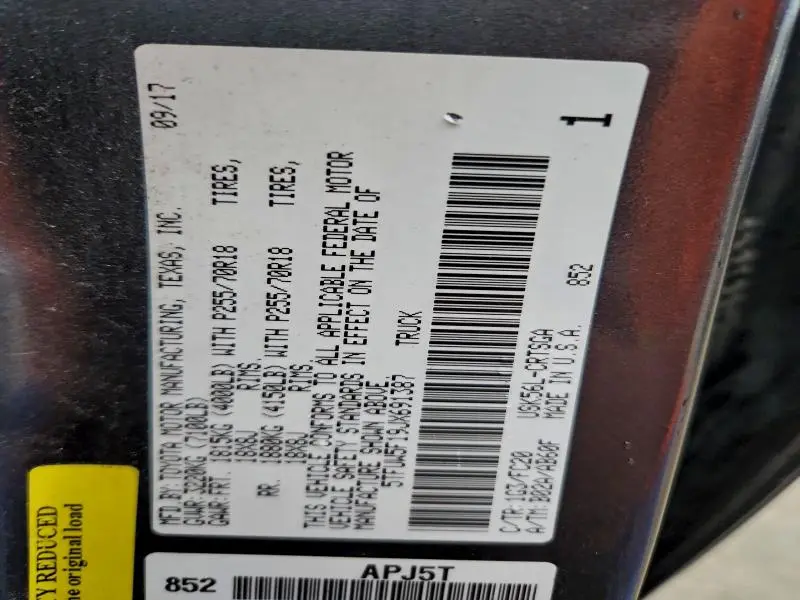 MFD.BY:TOYOTA MOTOR MANUFACTURING, TEXAS, INC. 09/17
GVWR:3220KG (7100LB)
GAWR:FRT. 1815KG (4000LB) WITH P255/70R18 TIRES,
18X8J RIMS,
RR. 1880KG (4150LB) WITH P255/70R18 TIRES,
18X8J RIMS,
THIS VEHICLE CONFORMS TO ALL APPLICABLE FEDERAL MOTOR
VEHICLE SAFETY STANDARDS IN EFFECT ON THE DATE OF
MANUFACTURE SHOWN ABOVE.
5TFUW5F19JX691387 TRUCK
C/TR:1G3/FC20 USK56L-CRTSGA
A/TM:B02A/AB60F MADE IN U.S.A. 852
1
Y REDUCED
e original load
852 APJ5T